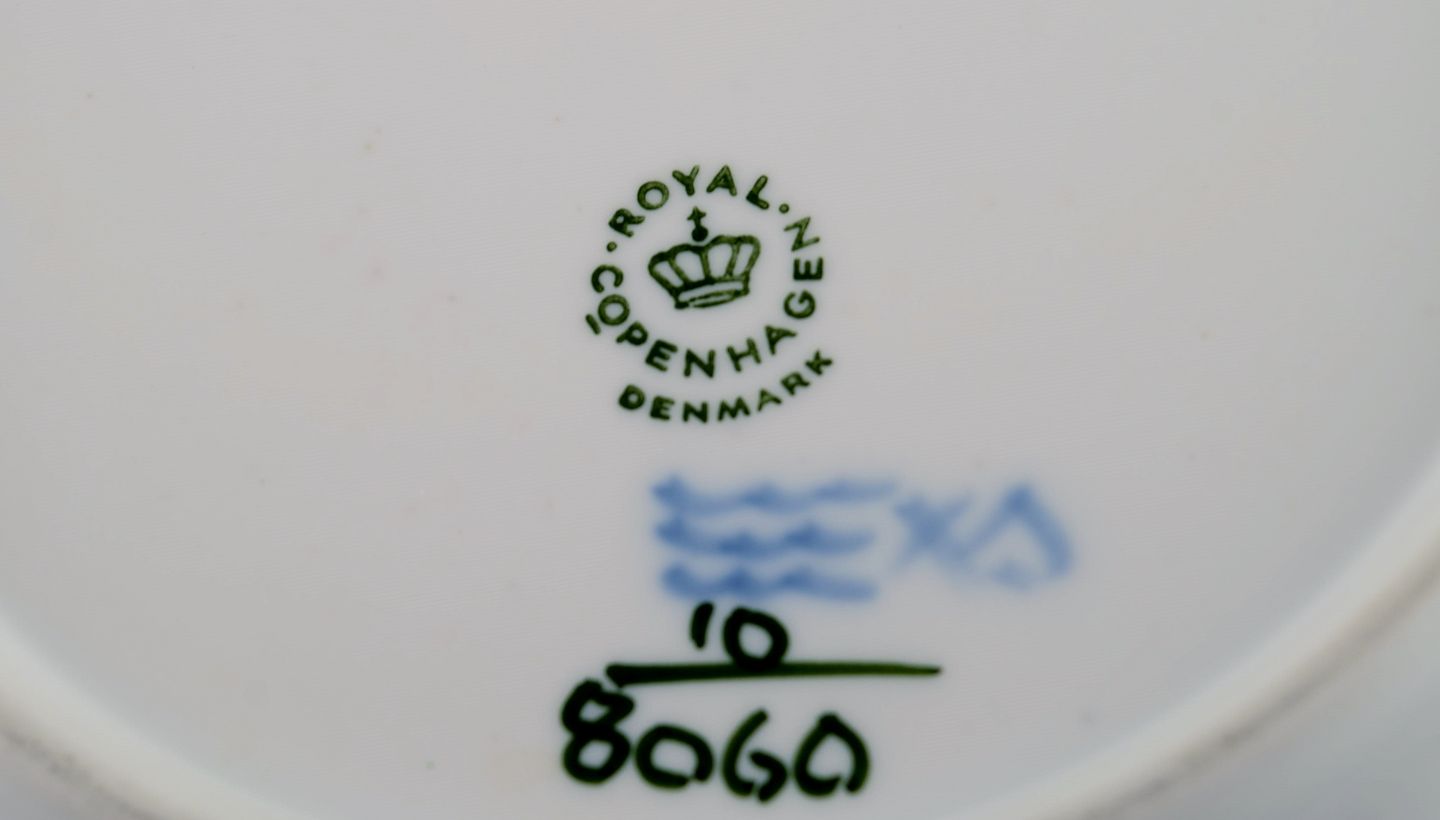 · ROYAL ·
COPENHAGEN
DENMARK
10
8060